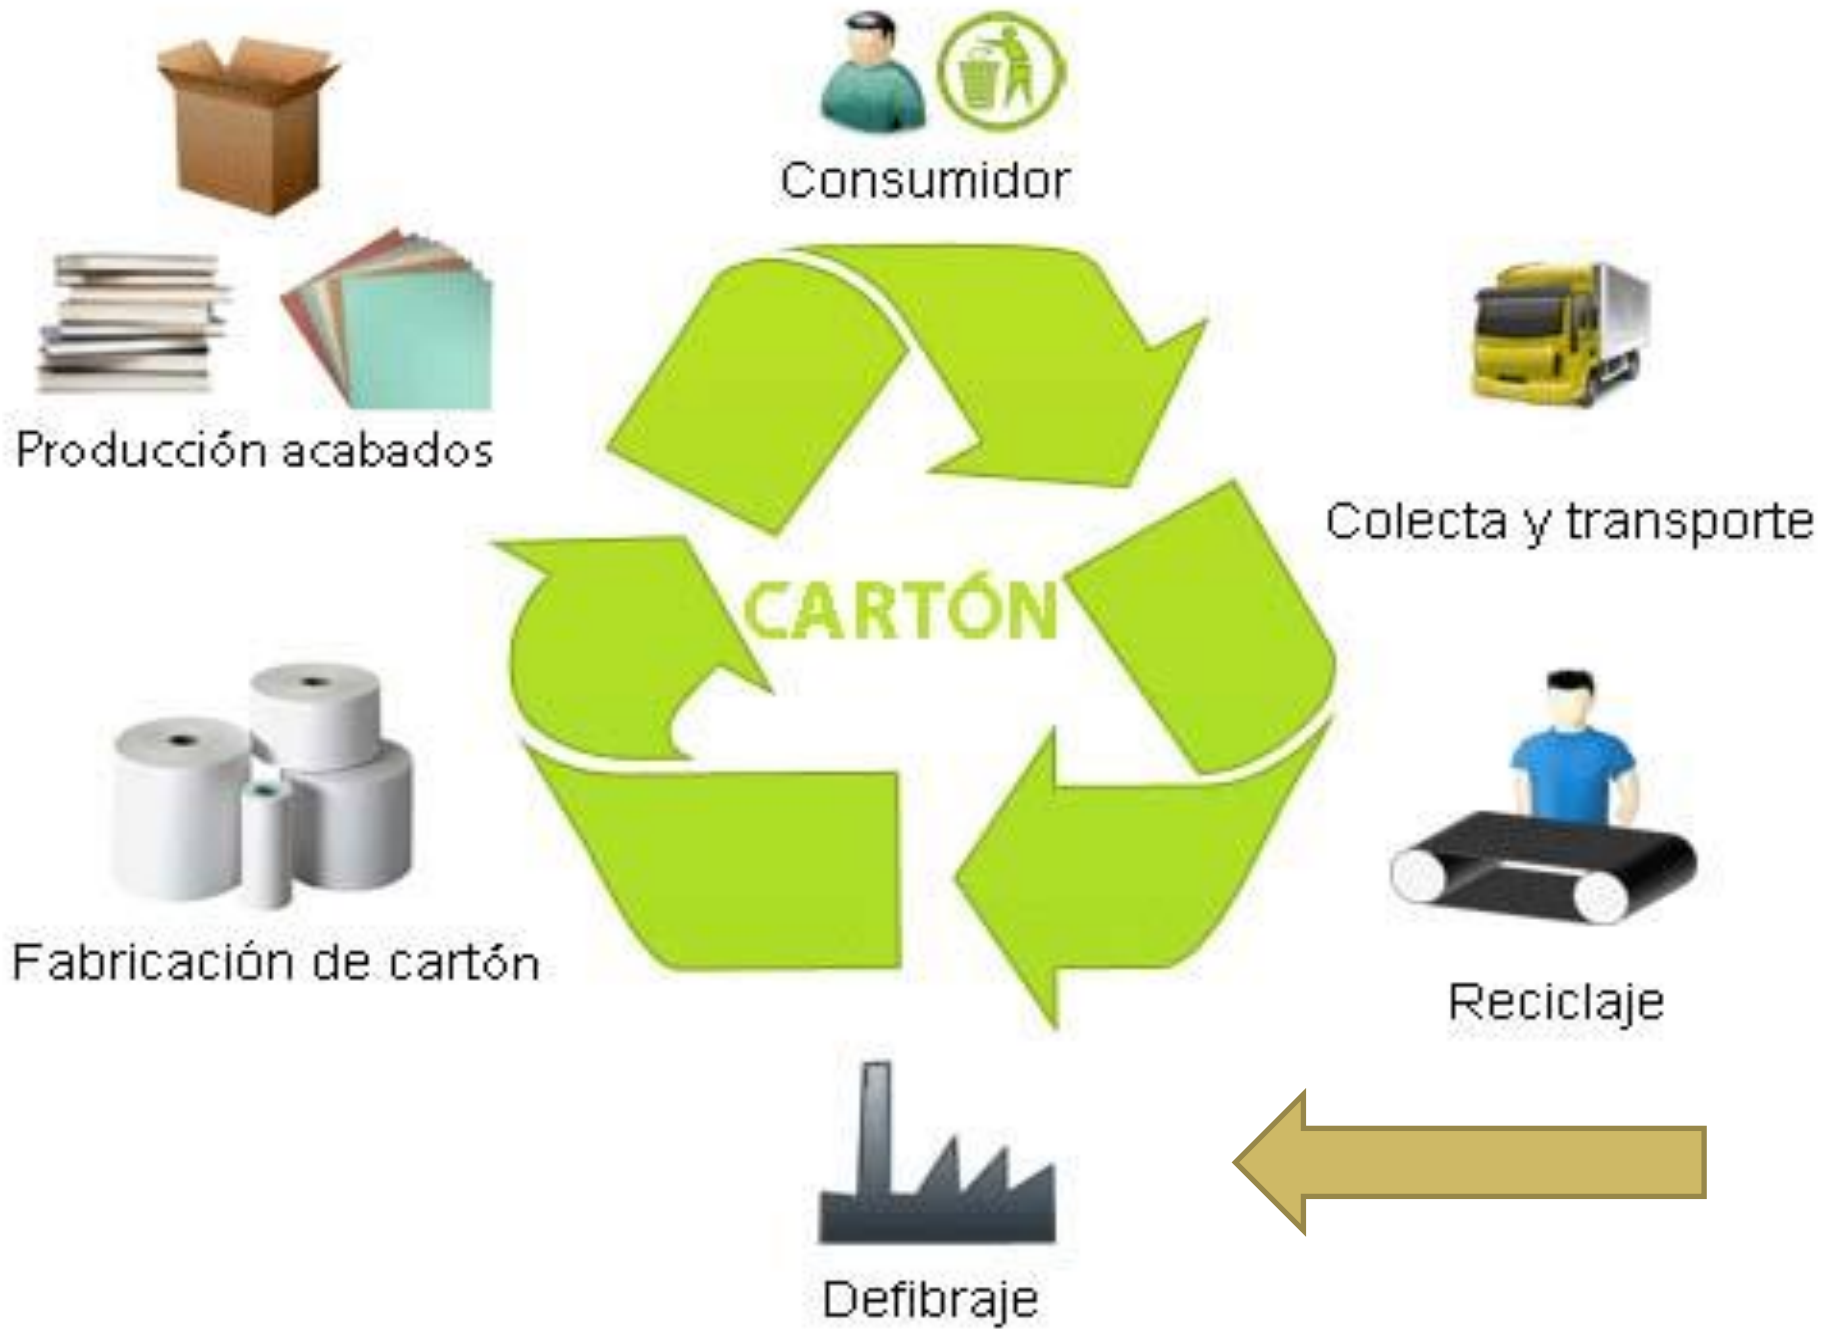 Consumidor
Producción acabados
Colecta y transporte
CARTÓN
Fabricación de cartón
Reciclaje
Defibraje